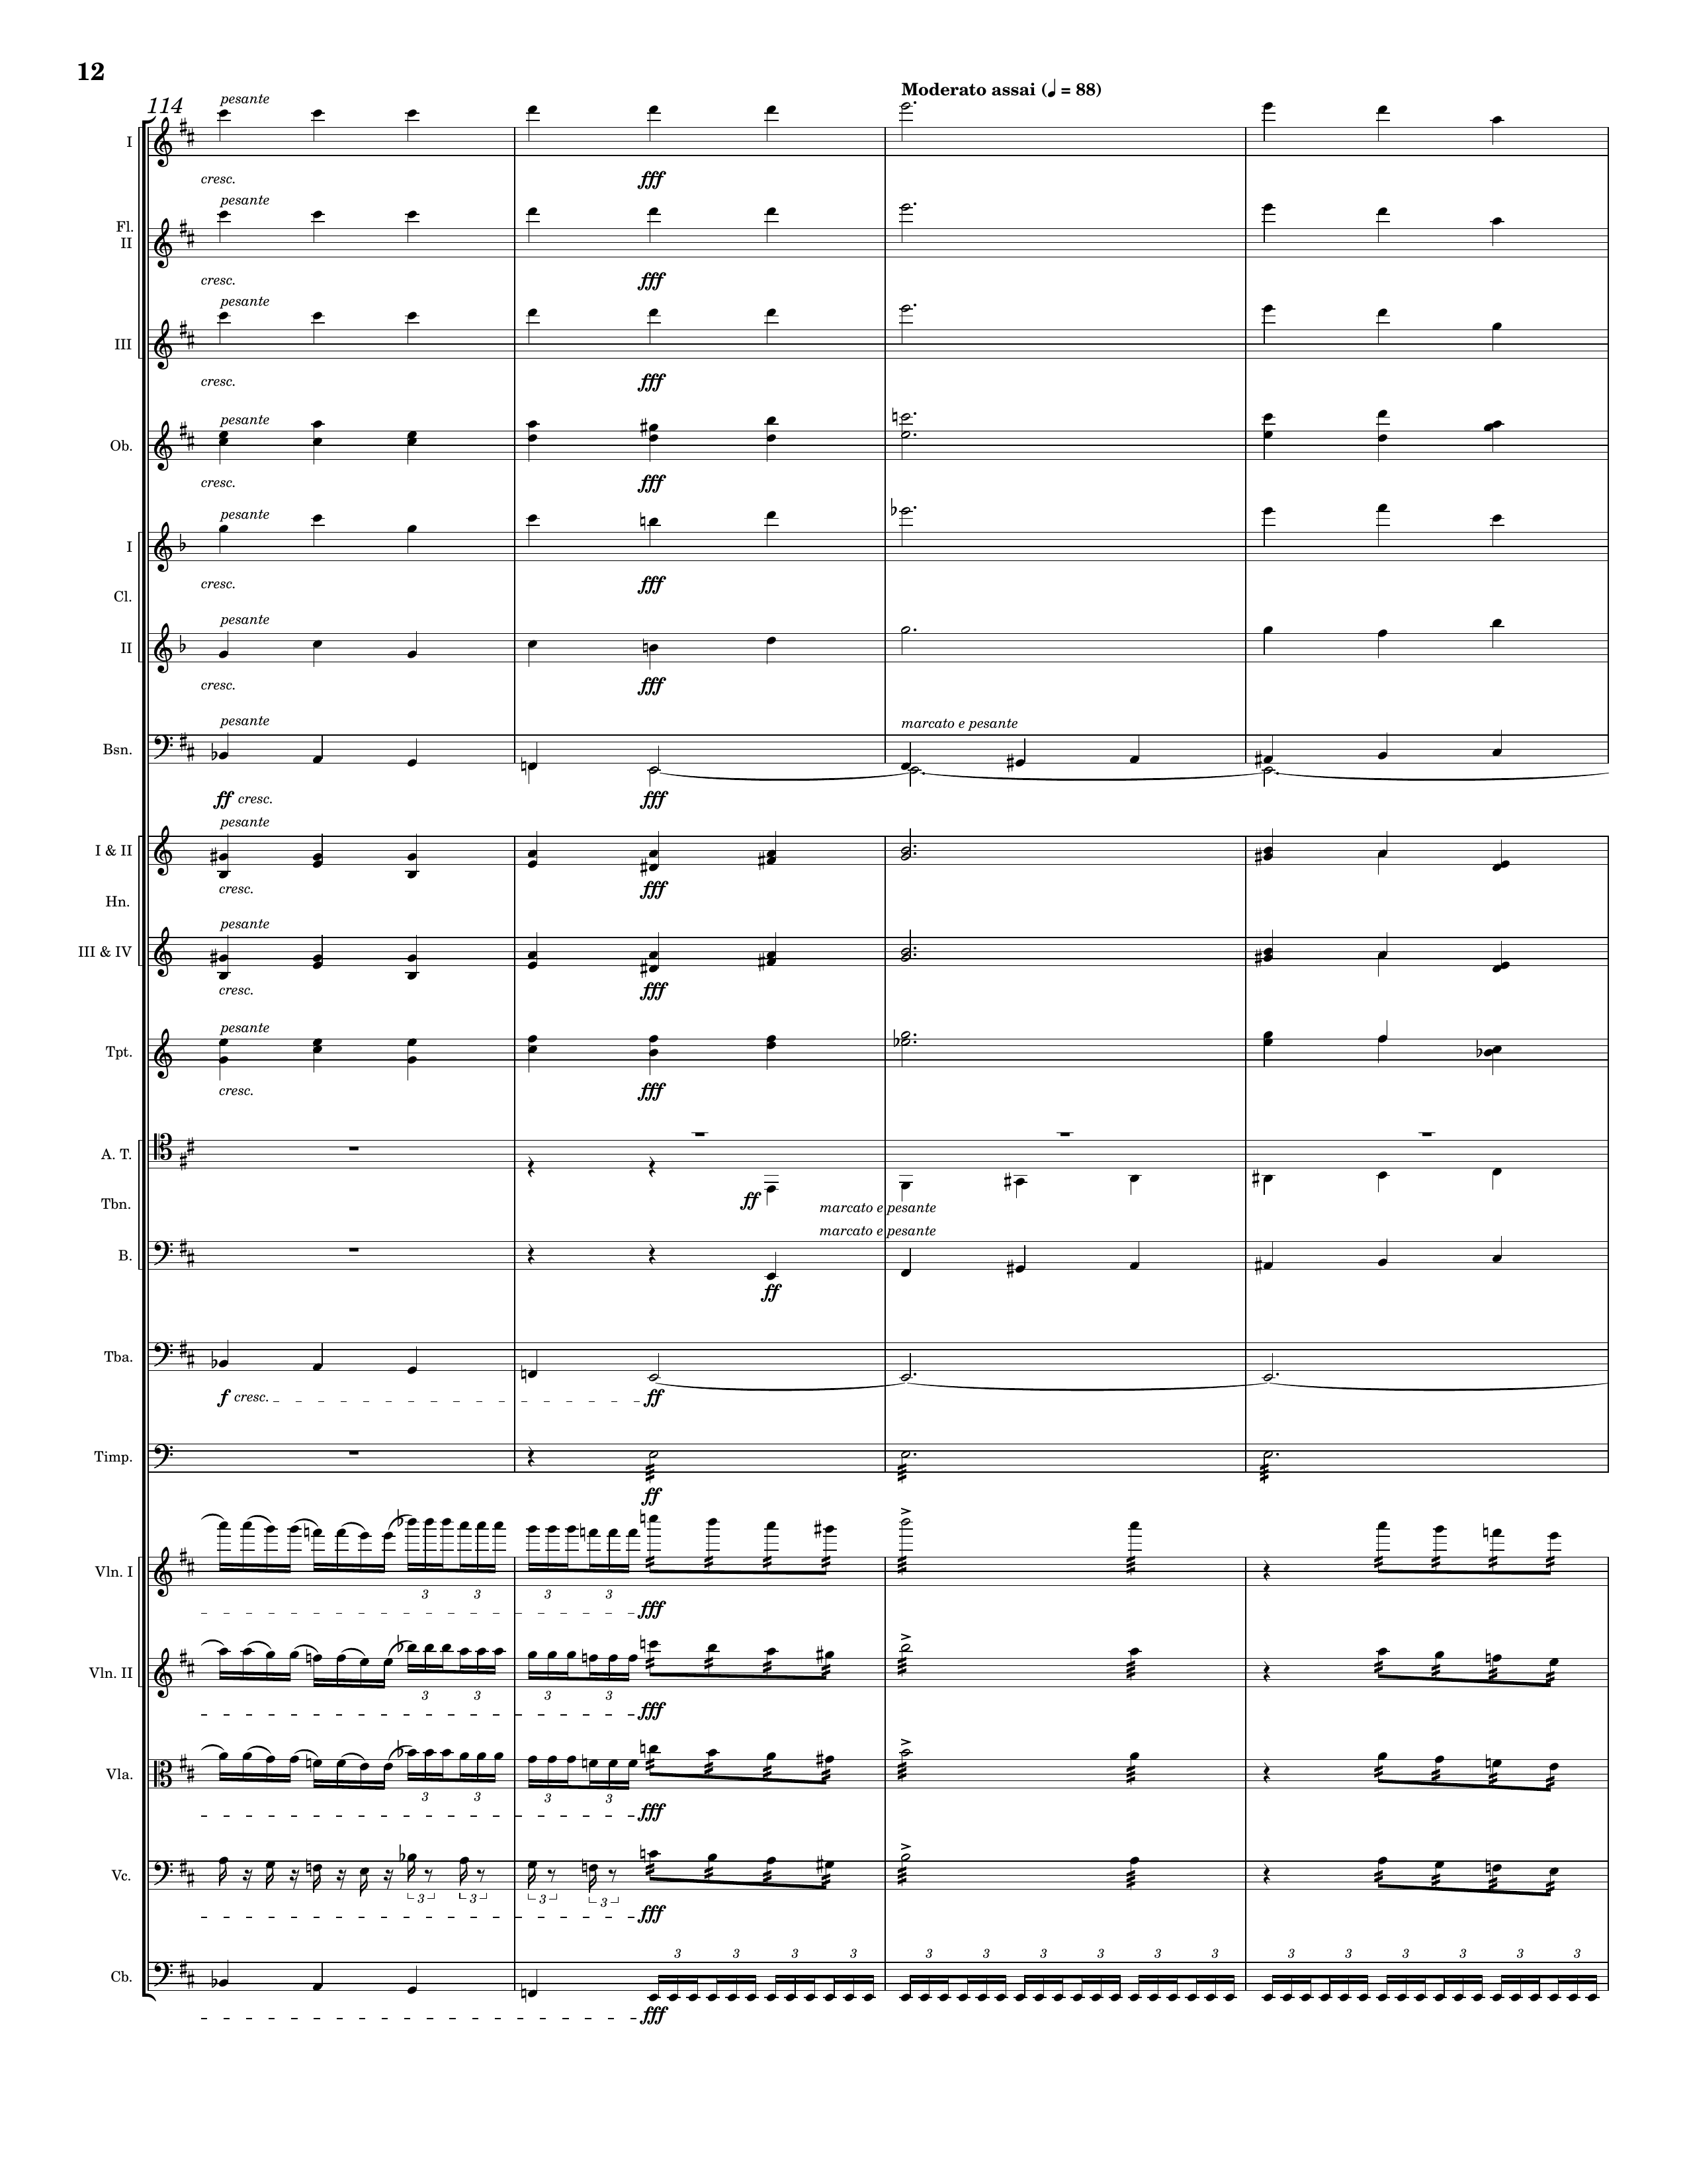 12
Moderato assai (♩ = 88)
114
pesante
I
cresc.
fff
pesante
Fl.
II
cresc.
fff
pesante
III
cresc.
fff
pesante
Ob.
cresc.
fff
pesante
I
cresc.
fff
Cl.
pesante
II
cresc.
fff
pesante
marcato e pesante
Bsn.
ff cresc.
fff
pesante
I & II
cresc.
fff
Hn.
pesante
III & IV
cresc.
fff
pesante
Tpt.
cresc.
fff
A. T.
ff
marcato e pesante
Tbn.
marcato e pesante
B.
ff
Tba.
f cresc.
ff
Timp.
ff
Vln. I
3 3 3 3
fff
Vln. II
3 3 3 3
fff
Vla.
3 3 3 3
fff
Vc.
3 3 3 3
fff
3 3 3 3 3 3 3 3 3 3 3 3 3 3 3 3
Cb.
fff